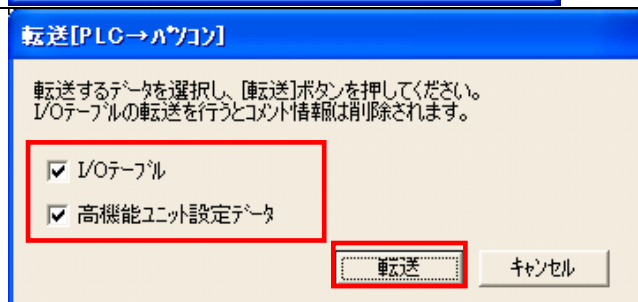 転送[PLC→パソコン]
転送するデータを選択し、[転送]ボタンを押してください。
I/Oテーブルの転送を行うとコメント情報は削除されます。
I/Oテーブル
高機能ユニット設定データ
転送
キャンセル